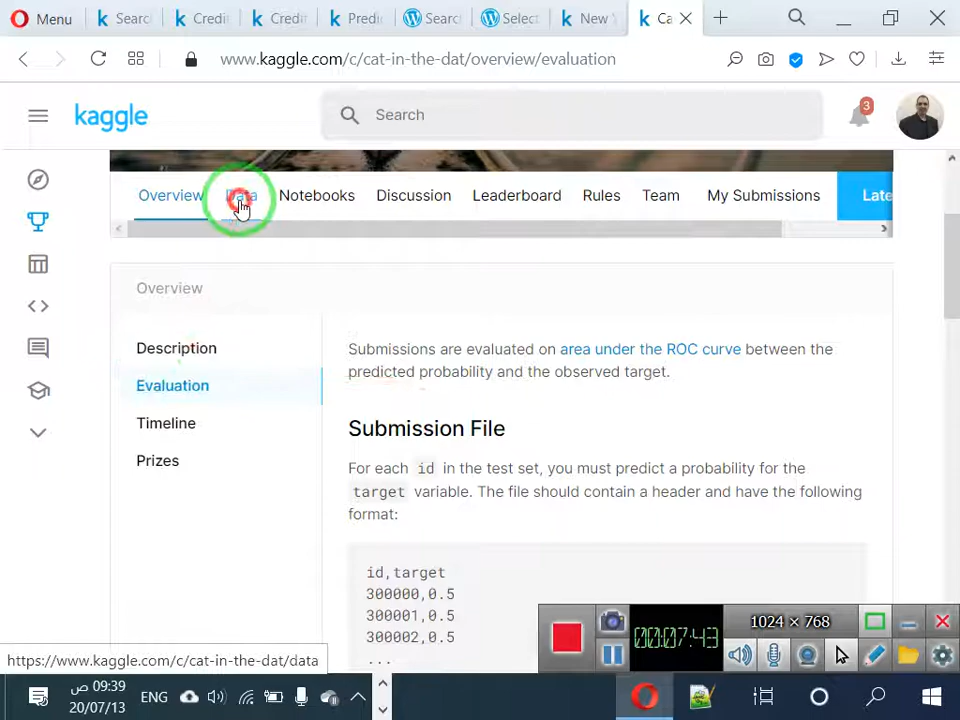 Menu
Searc
Credi
Credi
Predi
Searc
Selec
New
Ca
www.kaggle.com/c/cat-in-the-dat/overview/evaluation
kaggle
Search
3
Overview
Data
Notebooks
Discussion
Leaderboard
Rules
Team
My Submissions
Late
Overview
Description
Evaluation
Timeline
Prizes
Submissions are evaluated on area under the ROC curve between the
predicted probability and the observed target.
Submission File
For each id in the test set, you must predict a probability for the
target variable. The file should contain a header and have the following
format:
id,target
300000,0.5
300001,0.5
300002,0.5
...
00:07:43
1024 × 768
https://www.kaggle.com/c/cat-in-the-dat/data
09:39 ص
20/07/13
ENG